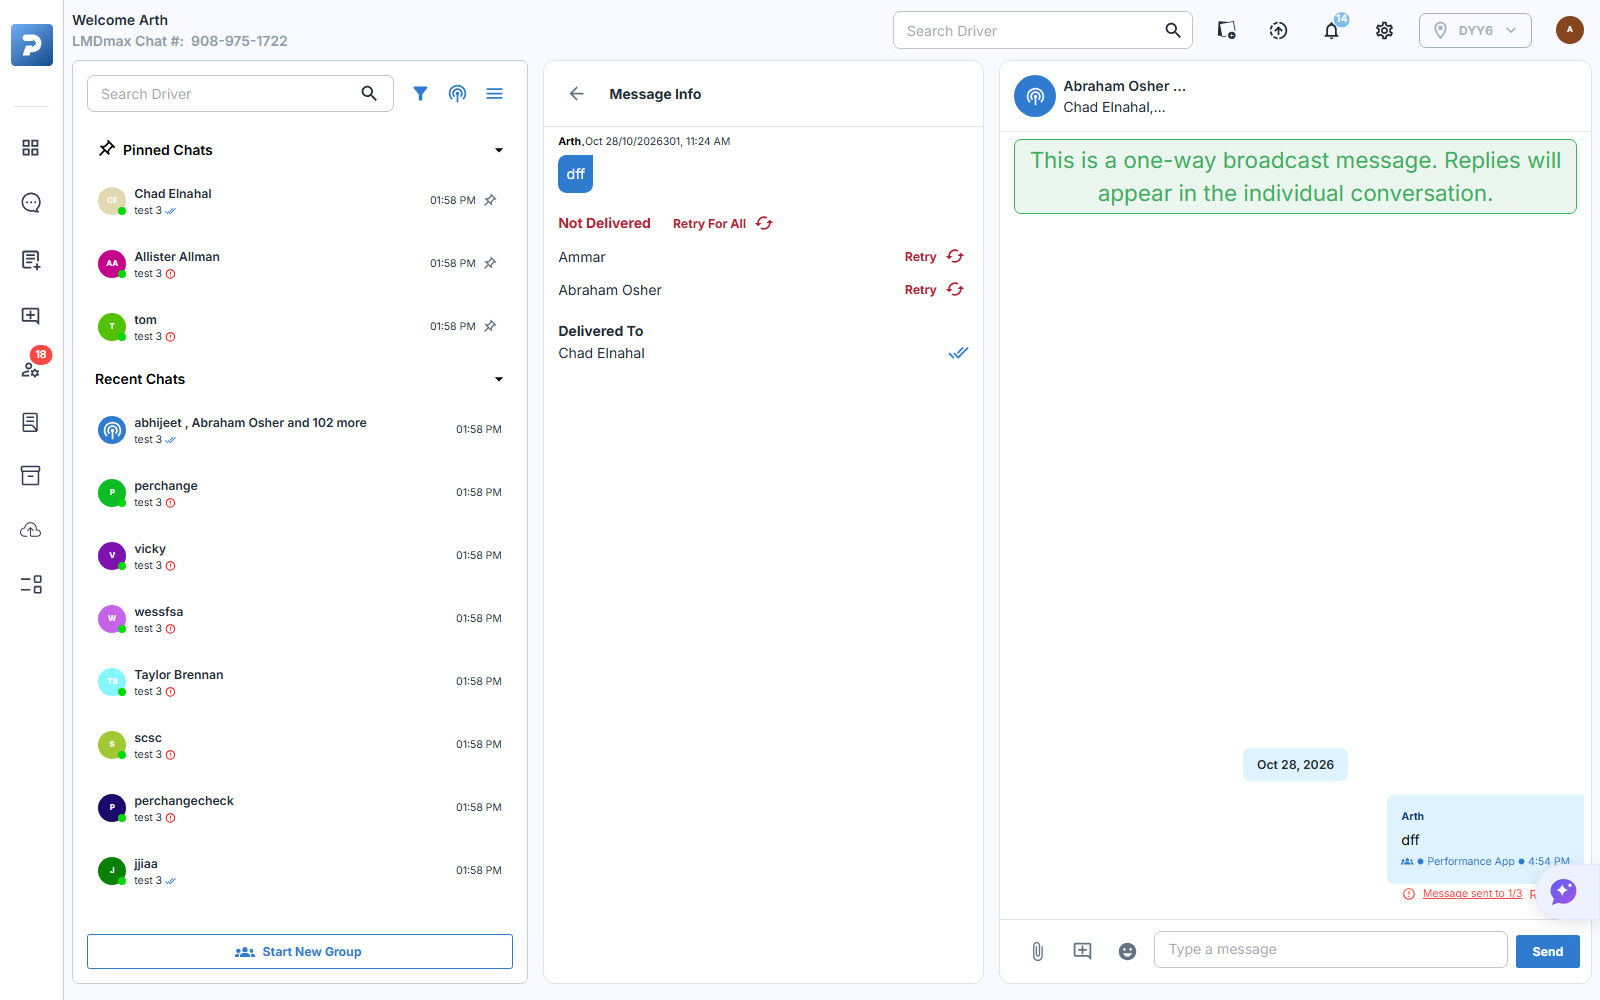 Welcome Arth
LMDmax Chat #: 908-975-1722
Search Driver
14
DYY6
A
18
Search Driver
Pinned Chats
CE
Chad Elnahal
test 3
01:58 PM
AA
Allister Allman
test 3
01:58 PM
T
tom
test 3
01:58 PM
Recent Chats
abhijeet , Abraham Osher and 102 more
test 3
01:58 PM
P
perchange
test 3
01:58 PM
V
vicky
test 3
01:58 PM
W
wessfsa
test 3
01:58 PM
TB
Taylor Brennan
test 3
01:58 PM
S
scsc
test 3
01:58 PM
P
perchangecheck
test 3
01:58 PM
J
jjiaa
test 3
01:58 PM
Start New Group
Message Info
Arth,Oct 28/10/2026301, 11:24 AM
dff
Not Delivered Retry For All
Ammar Retry
Abraham Osher Retry
Delivered To
Chad Elnahal
Abraham Osher ...
Chad Elnahal,...
This is a one-way broadcast message. Replies will
appear in the individual conversation.
Oct 28, 2026
Arth
dff
Performance App 4:54 PM
Message sent to 1/3
Type a message
Send